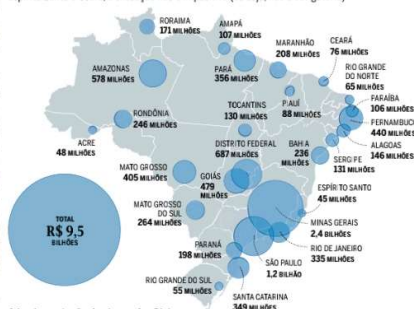 RORAIMA
171 MILHÕES
AMAPÁ
107 MILHÕES
MARANHÃO
208 MILHÕES
CEARÁ
76 MILHÕES
RIO GRANDE
DO NORTE
65 MILHÕES
AMAZONAS
578 MILHÕES
PARÁ
356 MILHÕES
PARAÍBA
106 MILHÕES
TOCANTINS
130 MILHÕES
PIAUÍ
88 MILHÕES
PERNAMBUCO
440 MILHÕES
RONDÔNIA
246 MILHÕES
ACRE
48 MILHÕES
DISTRITO FEDERAL
687 MILHÕES
BAHIA
236
MILHÕES
ALAGOAS
146 MILHÕES
SERGIPE
131 MILHÕES
MATO GROSSO
405 MILHÕES
GOIÁS
479
MILHÕES
ESPÍRITO SANTO
45 MILHÕES
MATO GROSSO
DO SUL
264 MILHÕES
MINAS GERAIS
2,4 BILHÕES
TOTAL
R$ 9,5
BILHÕES
PARANÁ
198 MILHÕES
SÃO PAULO
1,2 BILHÃO
RIO DE JANEIRO
335 MILHÕES
RIO GRANDE DO SUL
55 MILHÕES
SANTA CATARINA
349 MILHÕES